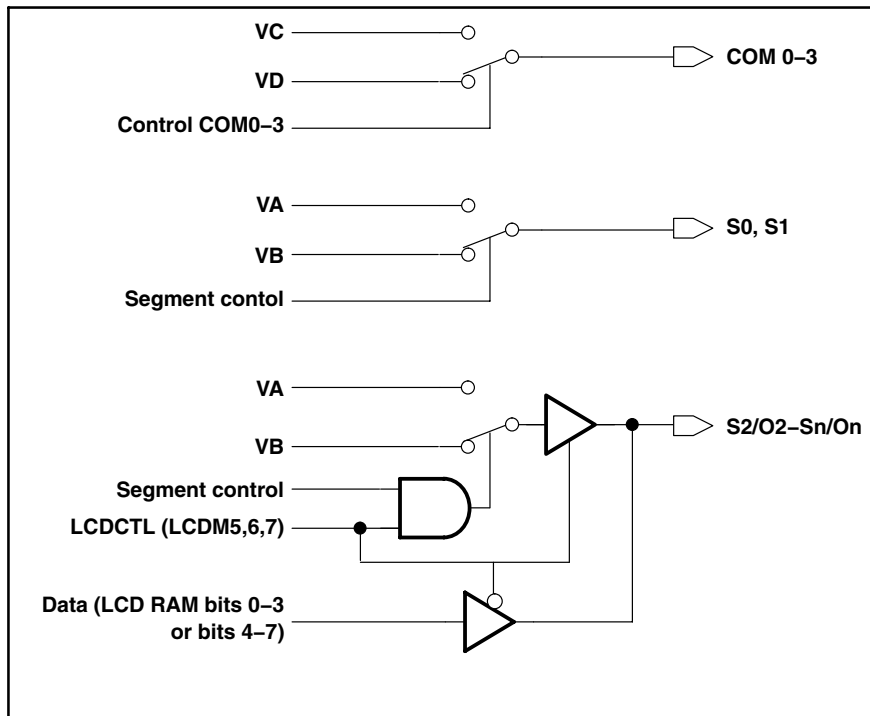 VC
COM 0–3
VD
Control COM0–3
VA
S0, S1
VB
Segment contol
VA
S2/O2–Sn/On
VB
Segment control
LCDCTL (LCDM5,6,7)
Data (LCD RAM bits 0–3
or bits 4–7)